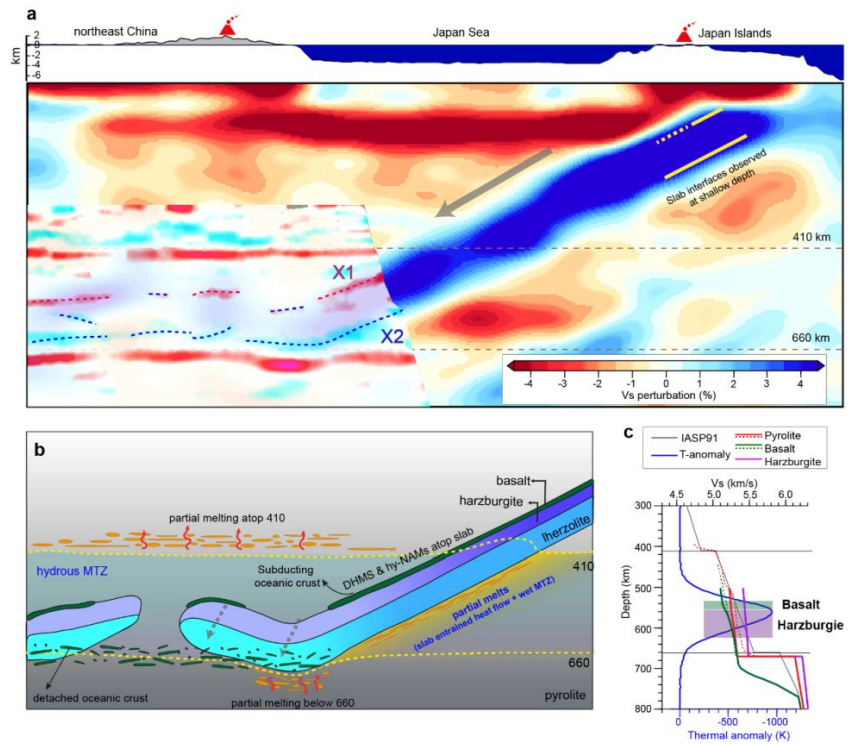 a
northeast China
Japan Sea
Japan Islands
km
2
0
-2
-4
-6
Slab interfaces observed
at shallow depth
410 km
X1
X2
660 km
-4 -3 -2 -1 0 1 2 3 4
Vs perturbation (%)
b
basalt
harzburgite
lherzolite
partial melting atop 410
hydrous MTZ
Subducting
oceanic crust
DHMS & hy-NAMs atop slab
410
partial melts
(slab entrained heat flow + wet MTZ)
660
detached oceanic crust
partial melting below 660
pyrolite
c
IASP91
T-anomaly
Pyrolite
Basalt
Harzburgite
Vs (km/s)
4.6 5.0 5.4 5.8 6.2
300
400
500
600
700
800
Depth(km)
Basalt
Harzburgie
0 -500 -1000
Thermal anomaly (K)